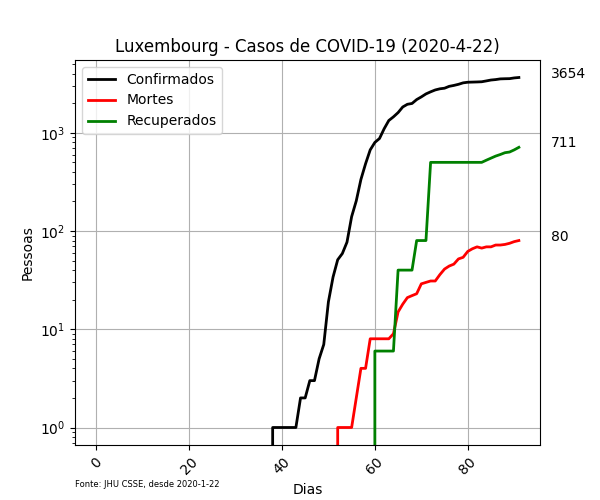 Luxembourg - Casos de COVID-19 (2020-4-22)
Confirmados
Mortes
Recuperados
3654
711
80
10³
10²
10¹
10⁰
Pessoas
0 20 40 60 80
Dias
Fonte: JHU CSSE, desde 2020-1-22